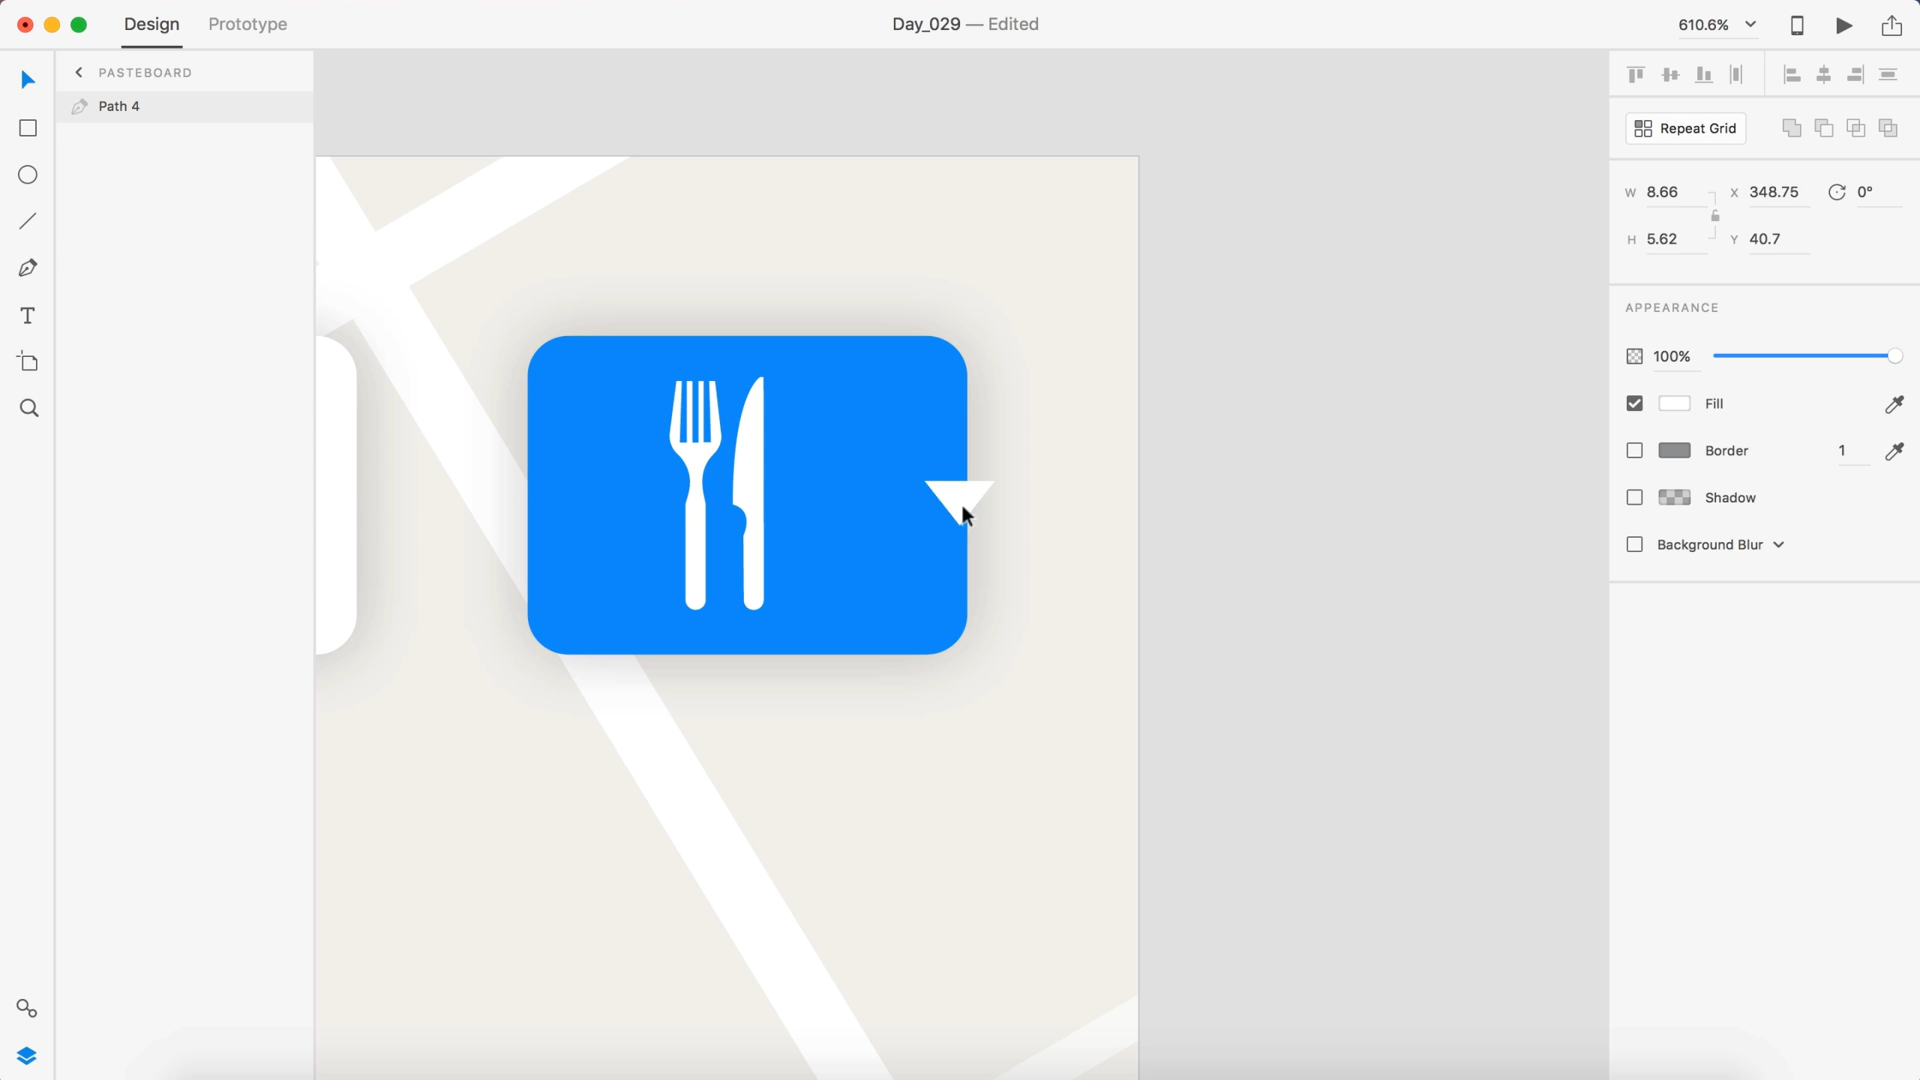 Design Prototype Day_029 — Edited 610.6%
PASTEBOARD
Path 4
Repeat Grid
W 8.66 X 348.75 0°
H 5.62 Y 40.7
APPEARANCE
100%
Fill
Border 1
Shadow
Background Blur
T